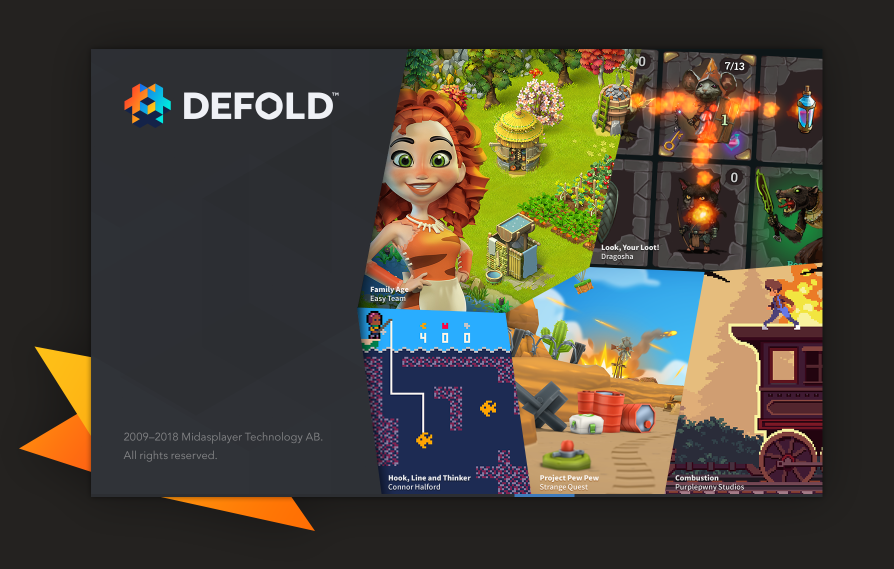 DEFOLD™
0
7/13
1
0
Look, Your Loot!
Dragosha
Family Age
Easy Team
4 0 0
2009–2018 Midasplayer Technology AB.
All rights reserved.
Hook, Line and Thinker
Connor Halford
Project Pew Pew
Strange Quest
Combustion
Purplepwny Studios